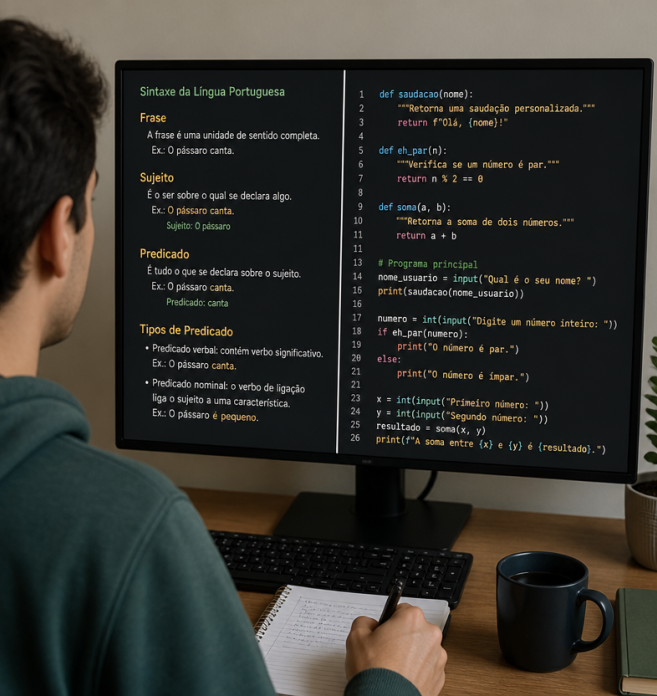 Sintaxe da Língua Portuguesa
Frase
A frase é uma unidade de sentido completa.
Ex.: O pássaro canta.
Sujeito
É o ser sobre o qual se declara algo.
Ex.: O pássaro canta.
Sujeito: O pássaro
Predicado
É tudo o que se declara sobre o sujeito.
Ex.: O pássaro canta.
Predicado: canta
Tipos de Predicado
• Predicado verbal: contém verbo significativo.
Ex.: O pássaro canta.
• Predicado nominal: o verbo de ligação
liga o sujeito a uma característica.
Ex.: O pássaro é pequeno.
1 def saudacao(nome):
2 """Retorna uma saudação personalizada."""
3 return f"Olá, {nome}!"
4
5 def eh_par(n):
6 """Verifica se um número é par."""
7 return n % 2 == 0
8
9 def soma(a, b):
10 """Retorna a soma de dois números."""
11 return a + b
11
13 # Programa principal
14 nome_usuario = input("Qual é o seu nome? ")
15 print(saudacao(nome_usuario))
16
17 numero = int(input("Digite um número inteiro: "))
18 if eh_par(numero):
19 print("O número é par.")
20 else:
21 print("O número é ímpar.")
21
23 x = int(input("Primeiro número: "))
24 y = int(input("Segundo número: "))
25 resultado = soma(x, y)
26 print(f"A soma entre {x} e {y} é {resultado}.")